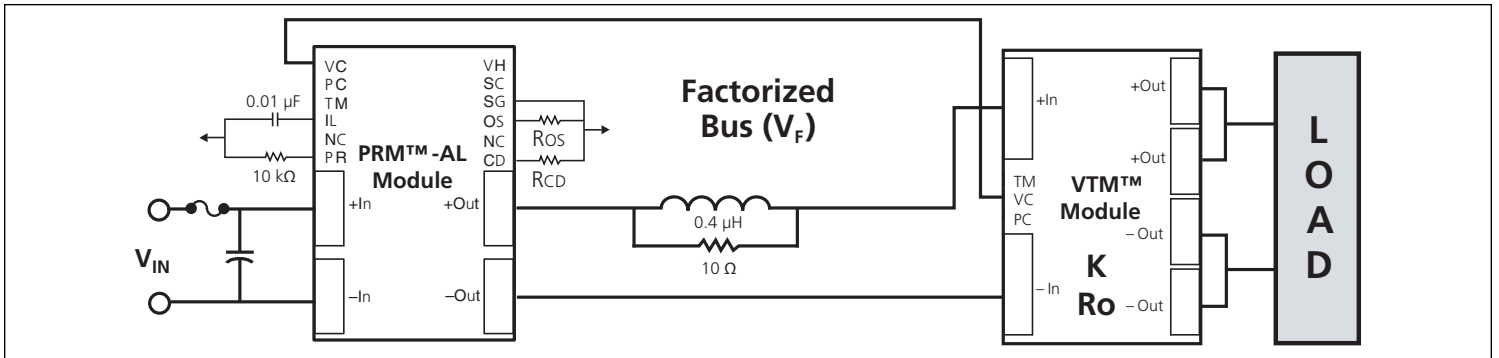 VC
PC
TM
IL
NC
PR
VH
SC
SG
OS
NC
CD
0.01 µF
10 kΩ
ROS
RCD
PRM™-AL
Module
+In
–In
+Out
–Out
VIN
Factorized
Bus (VF)
0.4 µH
10 Ω
+In
TM
VC
PC
– In
VTM™
Module
K
Ro
+Out
+Out
– Out
– Out
L
O
A
D